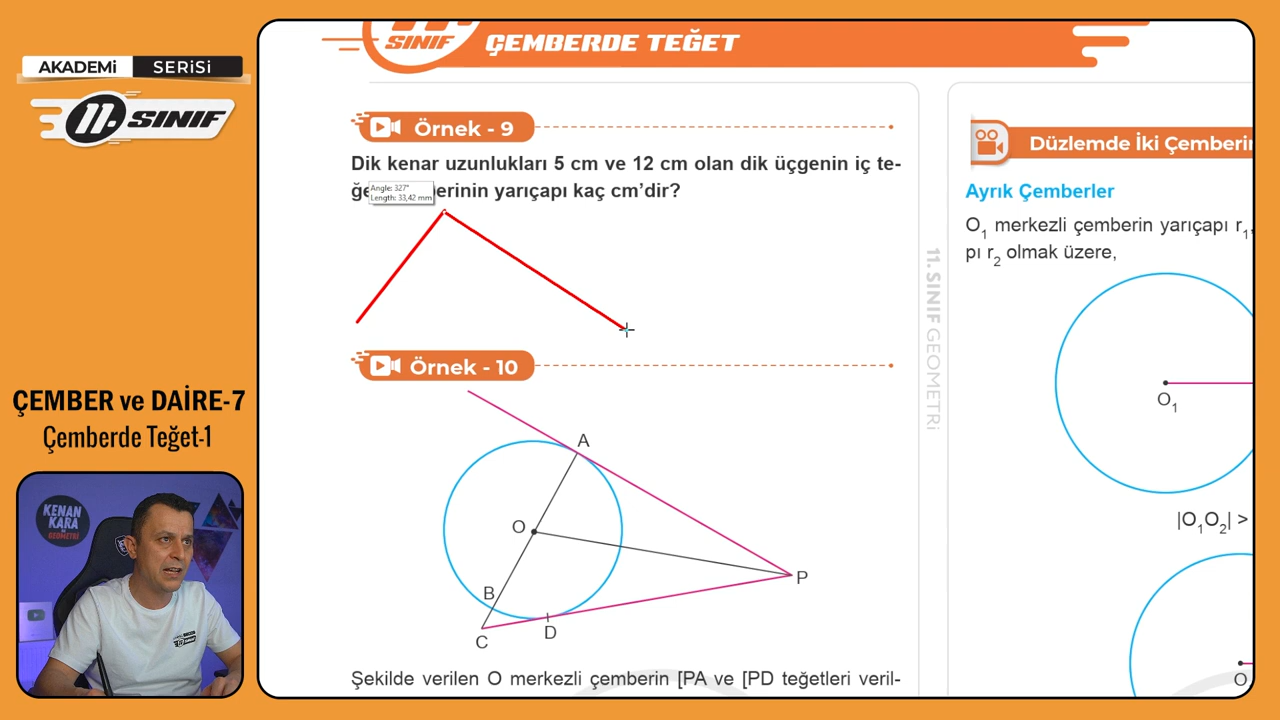 AKADEMİ SERİSİ
11. SINIF
ÇEMBER ve DAİRE-7
Çemberde Teğet-1
KENAN
KARA
GEOMETRİ
SINIF
ÇEMBERDE TEĞET
Örnek - 9
Dik kenar uzunlukları 5 cm ve 12 cm olan dik üçgenin iç te-
ğe
erinin yarıçapı kaç cm'dir?
Angle: 327°
Length: 33,42 mm
Örnek - 10
A
O
B
P
C
D
Şekilde verilen O merkezli çemberin [PA ve [PD teğetleri veril-
11. SINIF GEOMETRİ
Düzlemde İki Çemberin
Ayrık Çemberler
O1 merkezli çemberin yarıçapı r1,
pı r2 olmak üzere,
O1
|O1O2| >
O